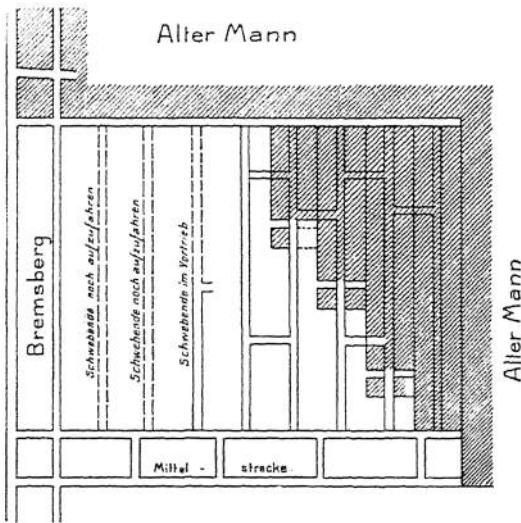 Alter Mann
Bremsberg
Schwebende noch aufzufahren
Schwebende noch aufzufahren
Schwebende im Vortrieb
Alter Mann
Mittel - strecke